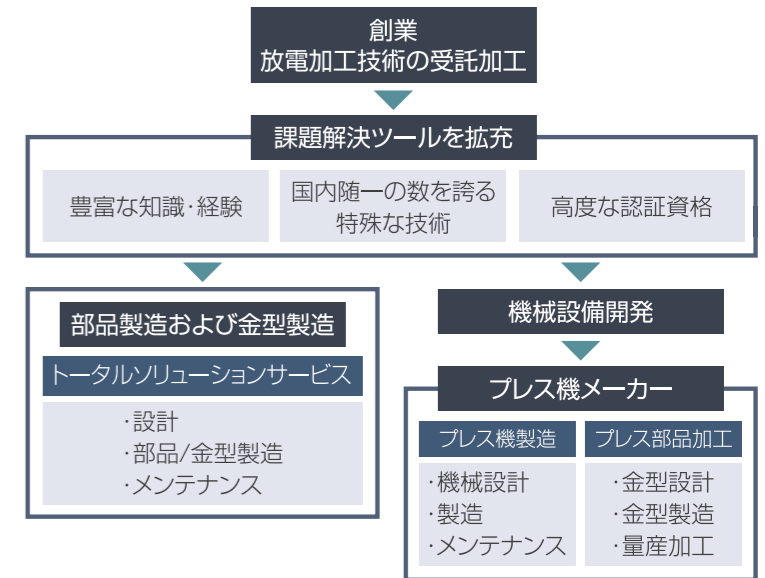 創業
放電加工技術の受託加工
課題解決ツールを拡充
豊富な知識・経験
国内随一の数を誇る
特殊な技術
高度な認証資格
部品製造および金型製造
トータルソリューションサービス
・設計
・部品/金型製造
・メンテナンス
機械設備開発
プレス機メーカー
プレス機製造
・機械設計
・製造
・メンテナンス
プレス部品加工
・金型設計
・金型製造
・量産加工